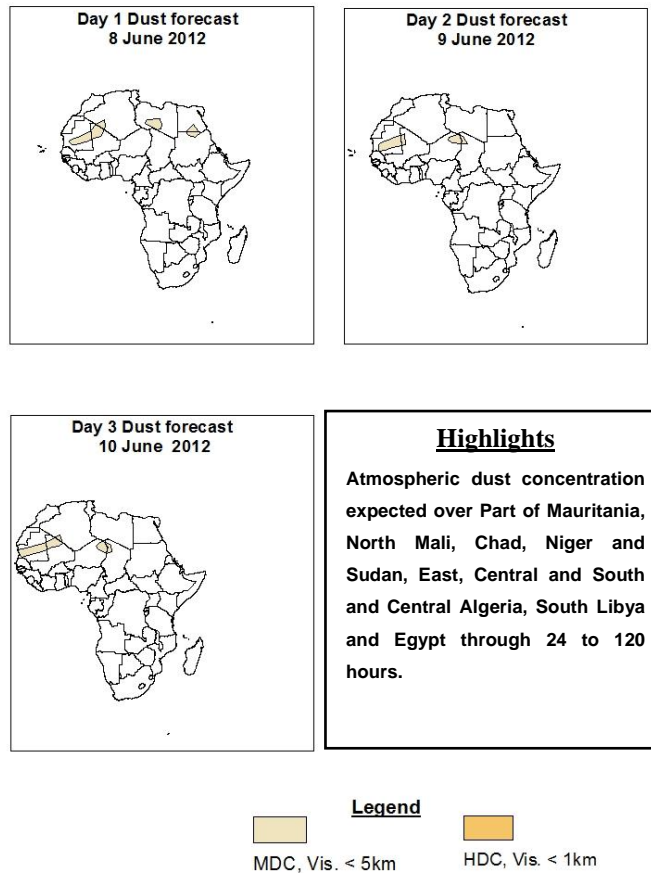 Day 1 Dust forecast
8 June 2012
Day 2 Dust forecast
9 June 2012
Day 3 Dust forecast
10 June 2012
Highlights
Atmospheric dust concentration
expected over Part of Mauritania,
North Mali, Chad, Niger and
Sudan, East, Central and South
and Central Algeria, South Libya
and Egypt through 24 to 120
hours.
Legend
MDC, Vis. < 5km
HDC, Vis. < 1km